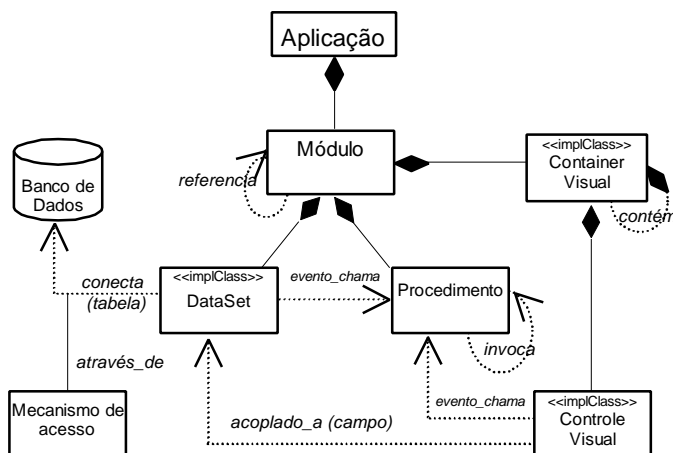 Aplicação
Módulo
referencia
<<implClass>>
Container
Visual
contém
Banco de
Dados
conecta
(tabela)
<<implClass>>
DataSet
evento_chama
Procedimento
invoca
através_de
Mecanismo de
acesso
acoplado_a (campo)
evento_chama
<<implClass>>
Controle
Visual